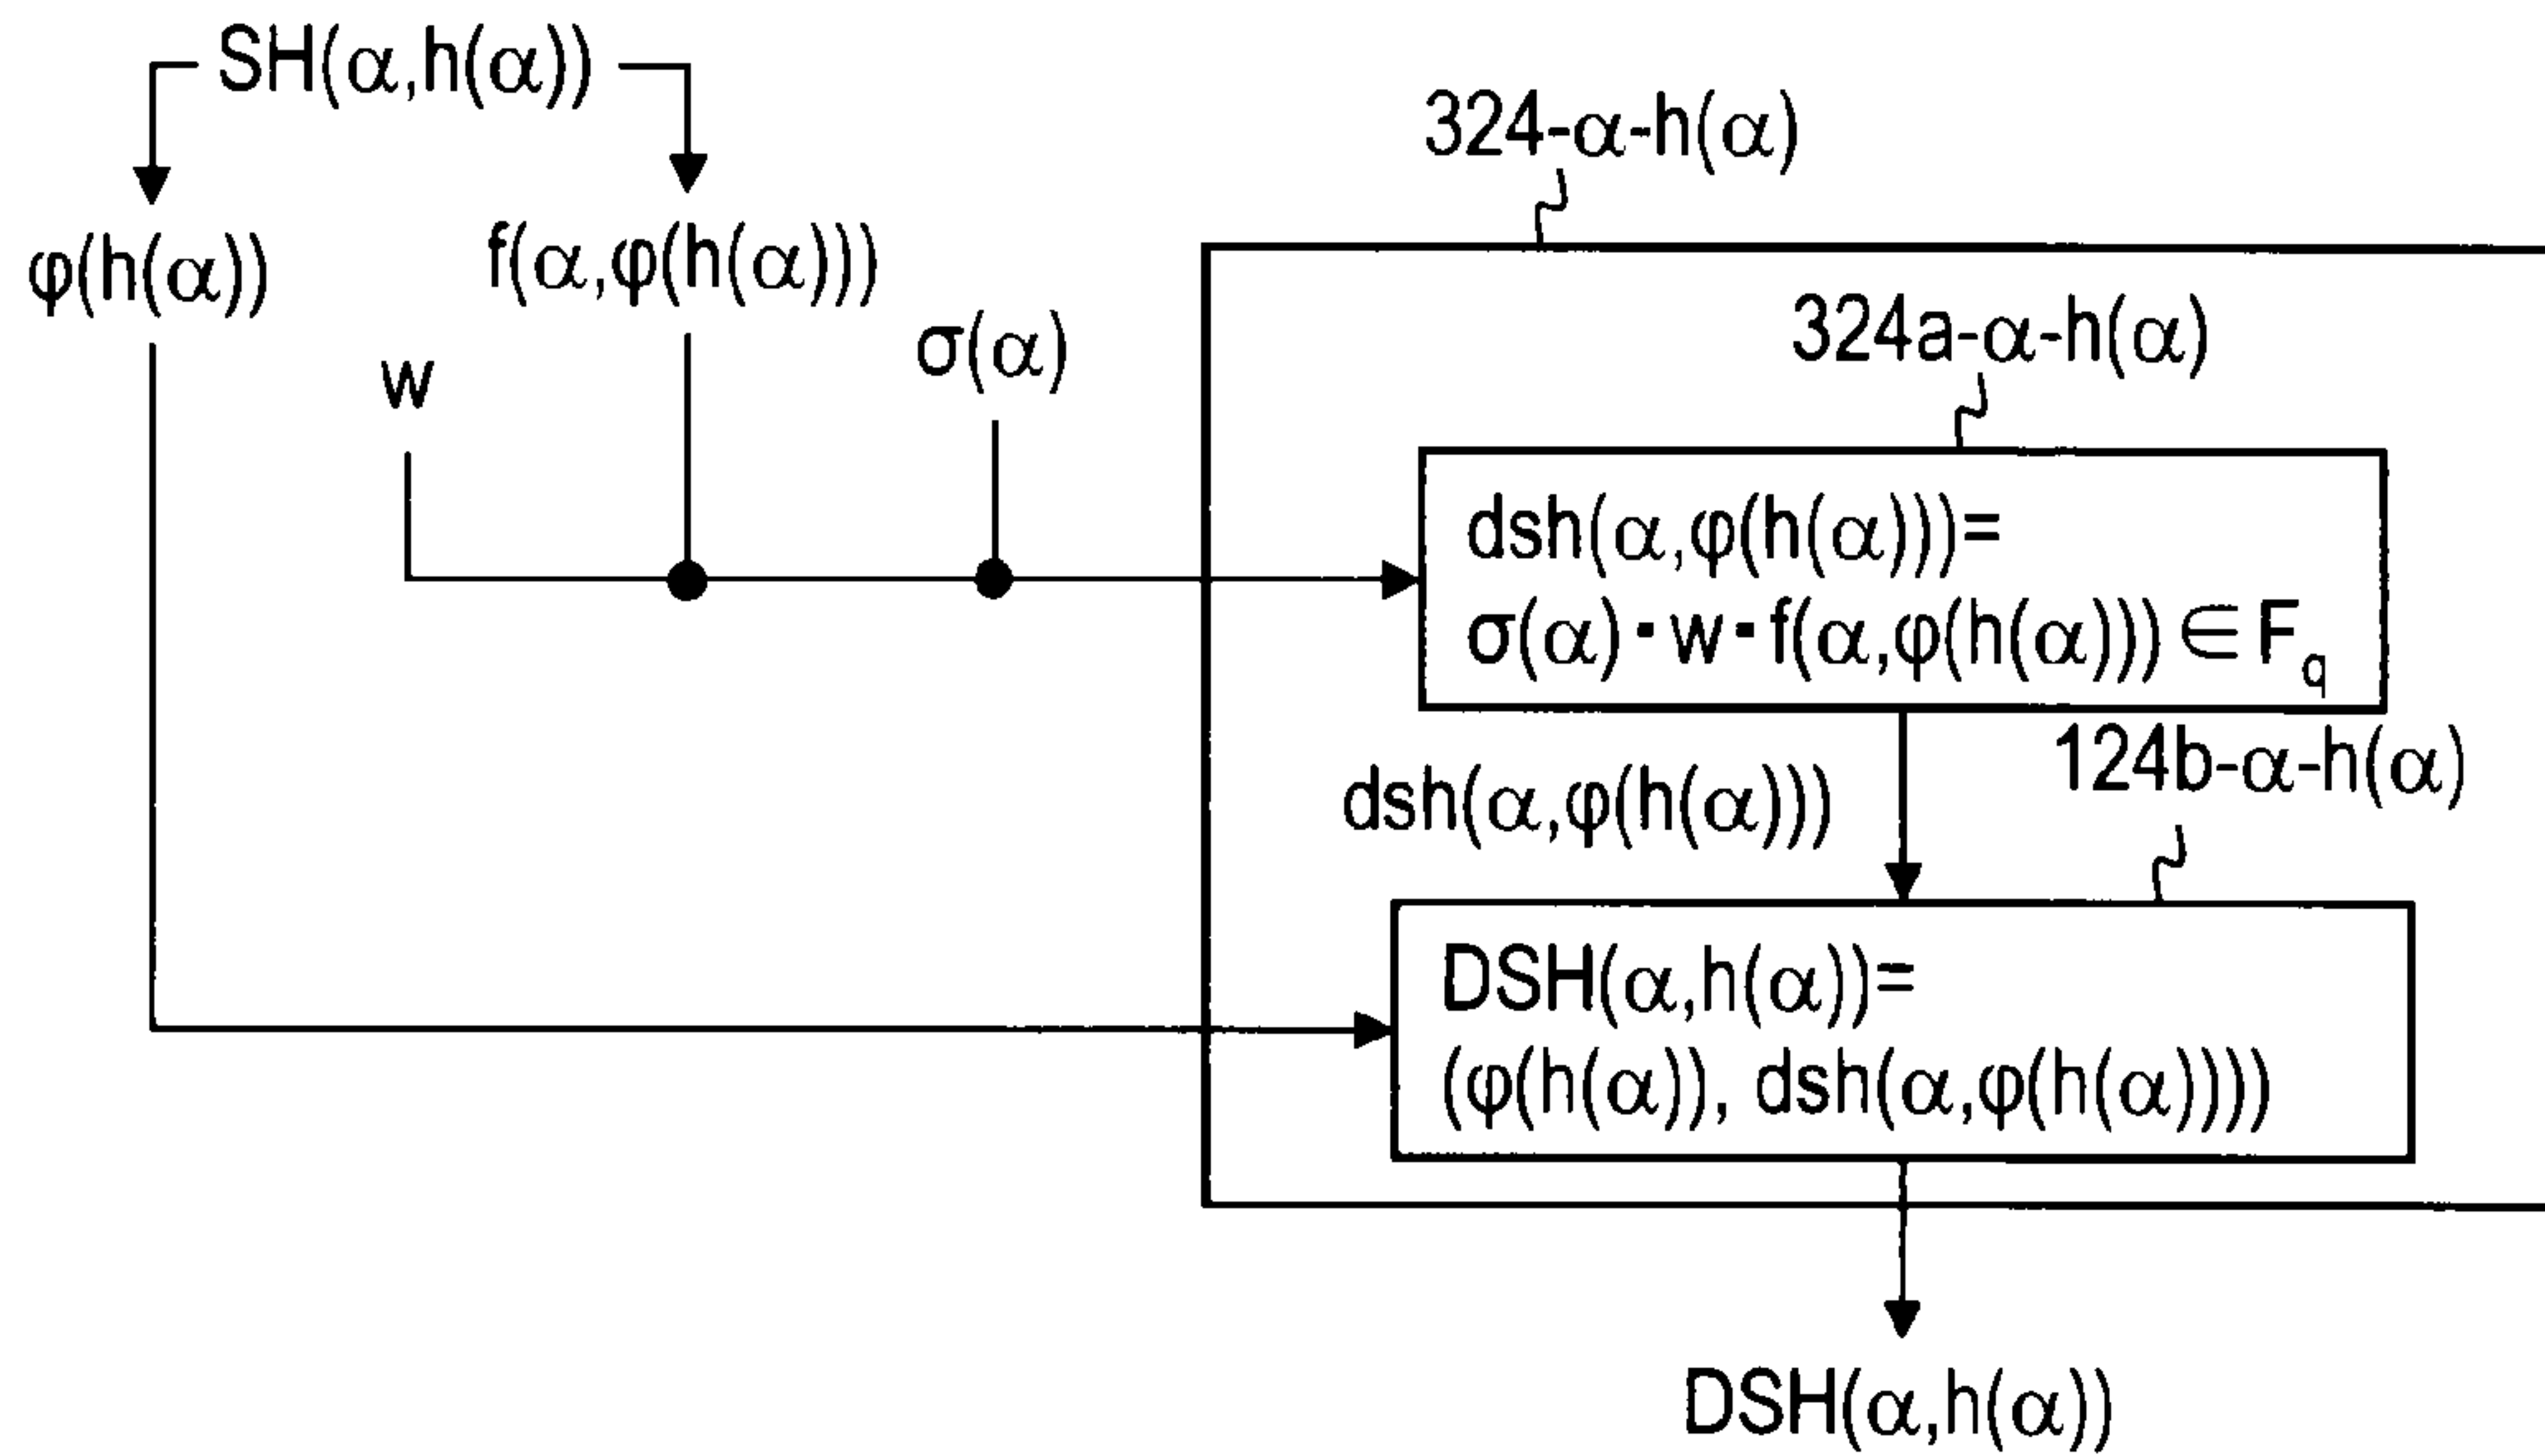 SH(α,h(α))
324-α-h(α)
φ(h(α))
f(α,φ(h(α)))
w
σ(α)
324a-α-h(α)
dsh(α,φ(h(α)))=
σ(α)▪w▪f(α,φ(h(α)))∈F_q
dsh(α,φ(h(α)))
124b-α-h(α)
DSH(α,h(α))=
(φ(h(α)), dsh(α,φ(h(α))))
DSH(α,h(α))